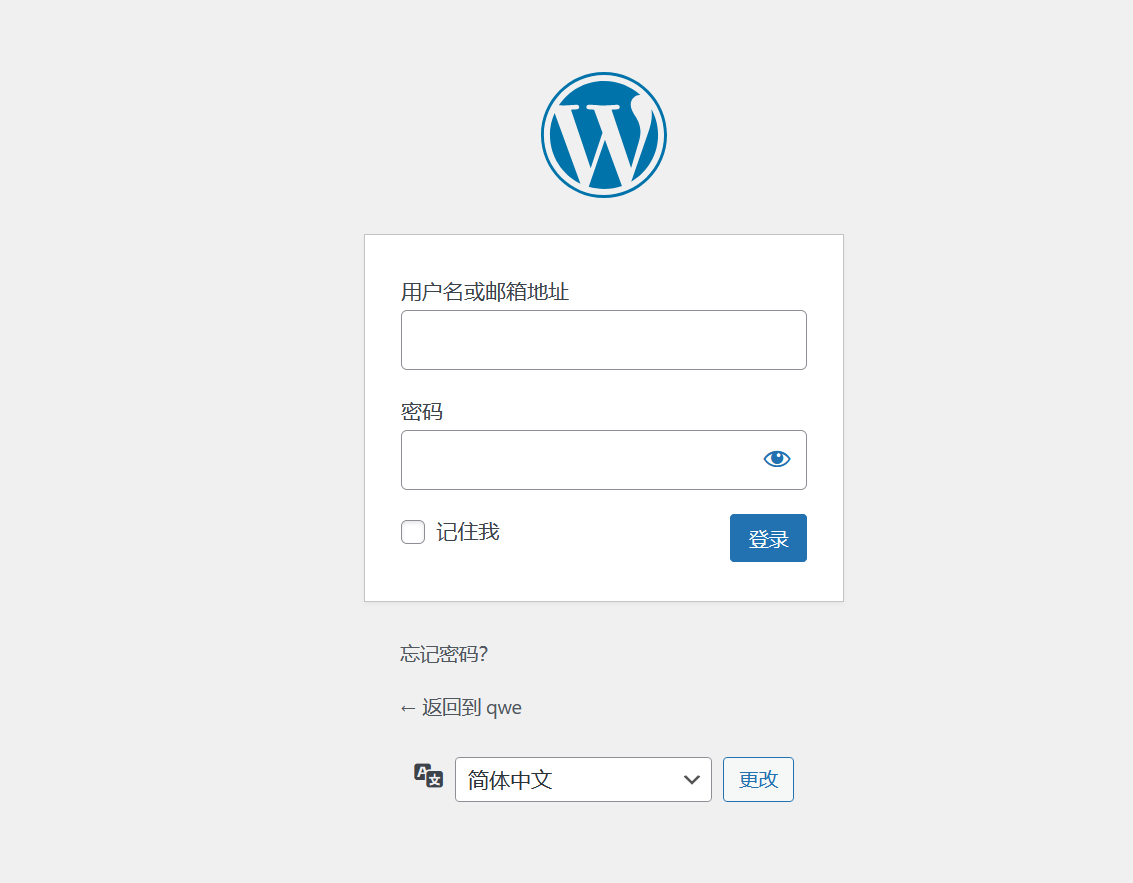 用户名或邮箱地址
密码
记住我
登录
忘记密码?
← 返回到 qwe
简体中文
更改